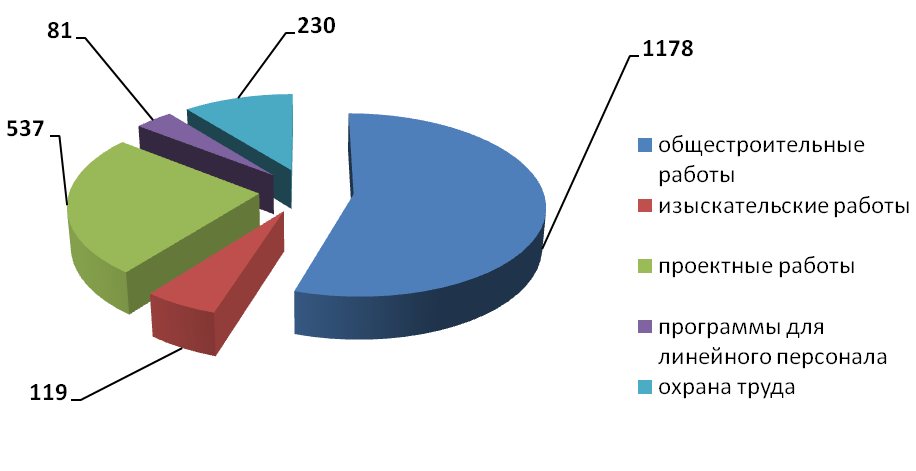 230
81
1178
537
119
общестроительные
работы
изыскательские работы
проектные работы
программы для
линейного персонала
охрана труда